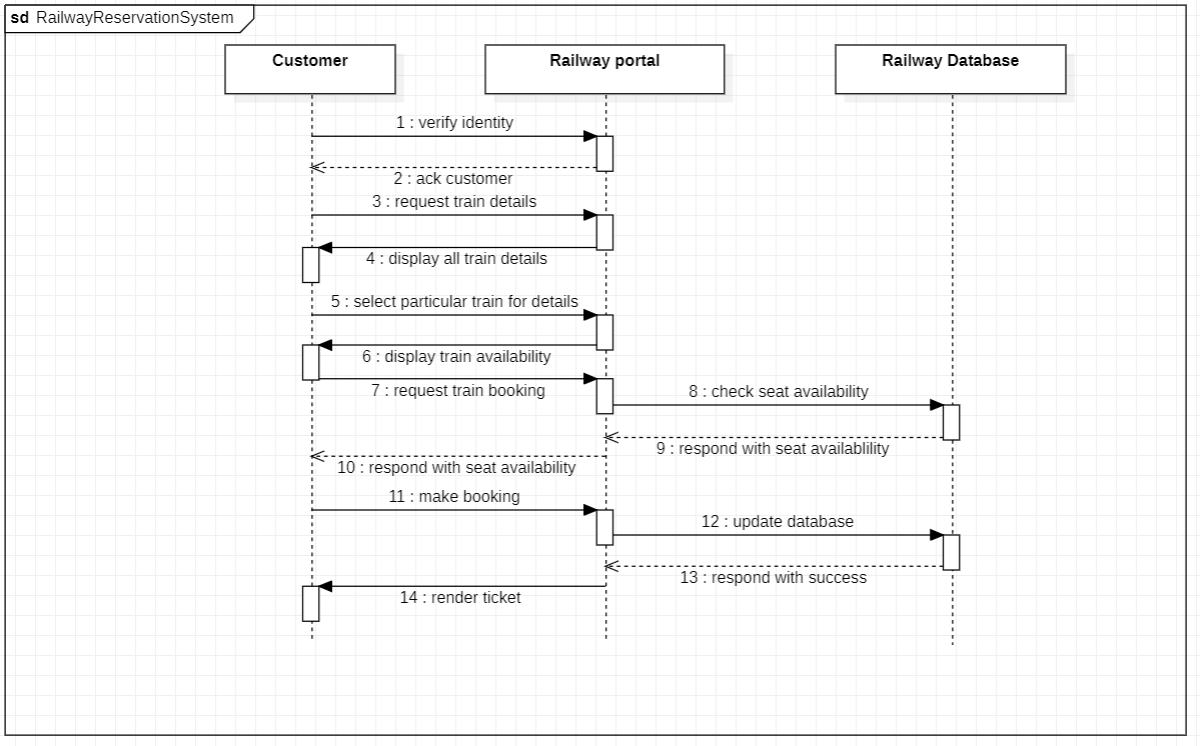 sd RailwayReservationSystem
Customer
Railway portal
Railway Database
1 : verify identity
2 : ack customer
3 : request train details
4 : display all train details
5 : select particular train for details
6 : display train availability
7 : request train booking
8 : check seat availability
9 : respond with seat availablility
10 : respond with seat availability
11 : make booking
12 : update database
13 : respond with success
14 : render ticket